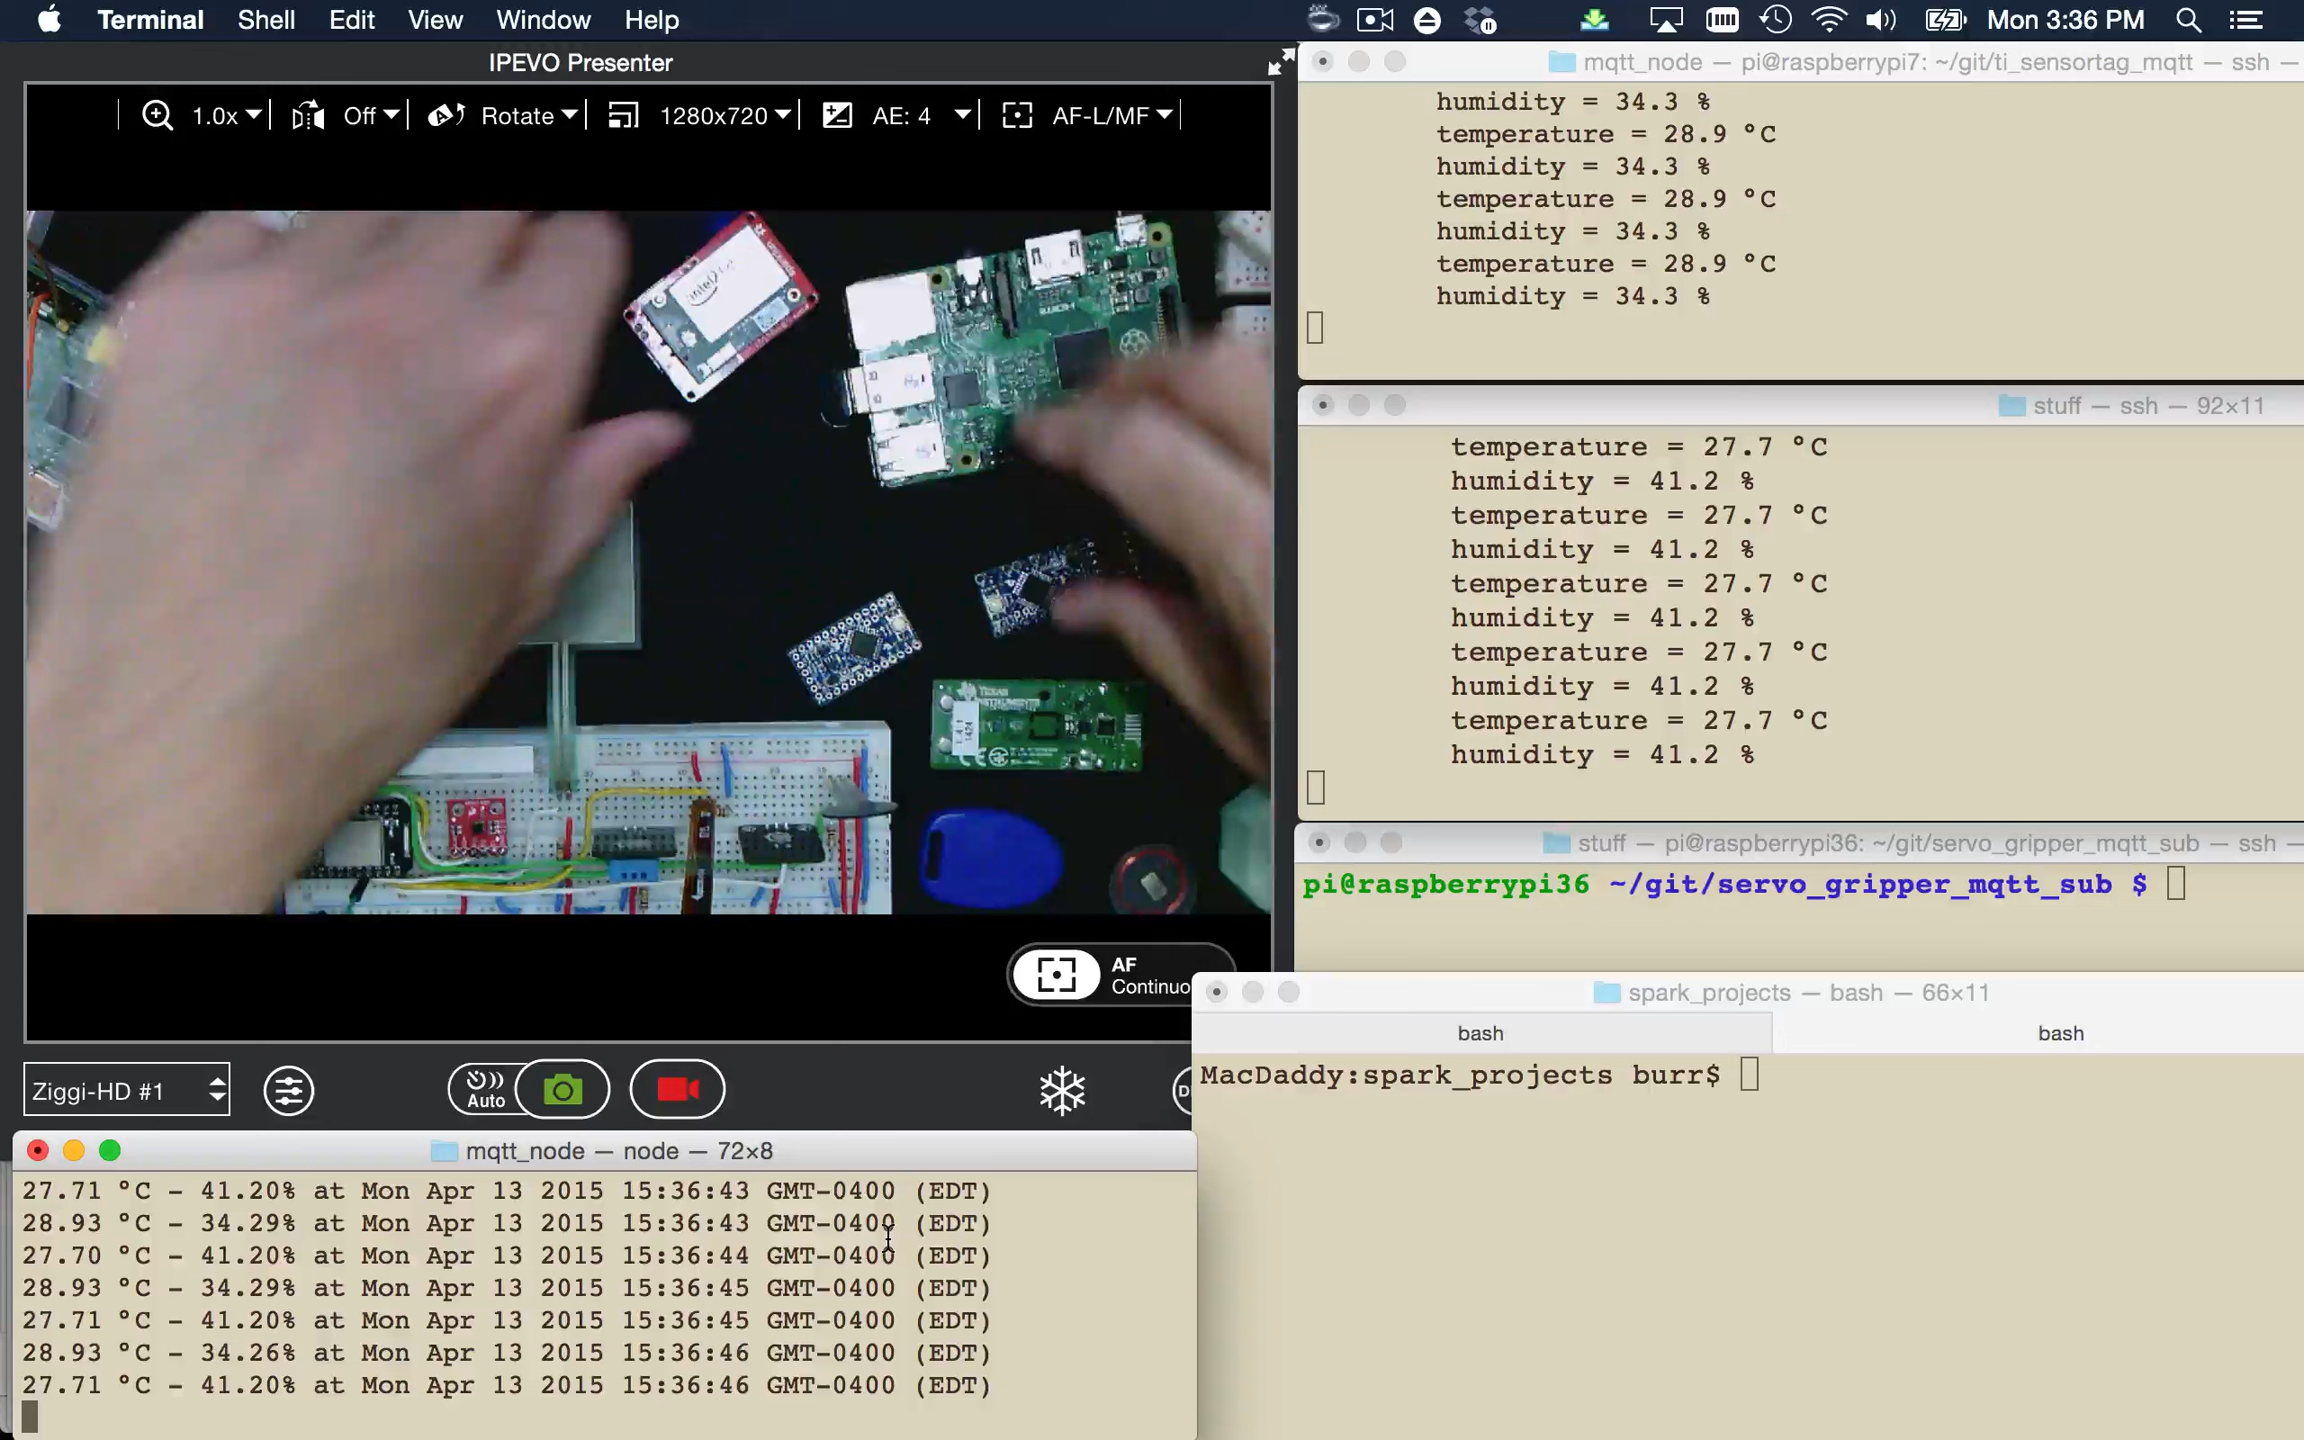 Terminal Shell Edit View Window Help
Mon 3:36 PM
IPEVO Presenter
1.0x Off Rotate 1280x720 AE: 4 AF-L/MF
intel
TEXAS
INSTRUMENTS
AF
Continuo
Ziggi-HD #1
Auto
mqtt_node — pi@raspberrypi7: ~/git/ti_sensortag_mqtt — ssh —
humidity = 34.3 %
temperature = 28.9 °C
humidity = 34.3 %
temperature = 28.9 °C
humidity = 34.3 %
temperature = 28.9 °C
humidity = 34.3 %
stuff — ssh — 92×11
temperature = 27.7 °C
humidity = 41.2 %
temperature = 27.7 °C
humidity = 41.2 %
temperature = 27.7 °C
humidity = 41.2 %
temperature = 27.7 °C
humidity = 41.2 %
temperature = 27.7 °C
humidity = 41.2 %
stuff — pi@raspberrypi36: ~/git/servo_gripper_mqtt_sub — ssh —
pi@raspberrypi36 ~/git/servo_gripper_mqtt_sub $
spark_projects — bash — 66×11
bash bash
MacDaddy:spark_projects burr$
mqtt_node — node — 72×8
27.71 °C - 41.20% at Mon Apr 13 2015 15:36:43 GMT-0400 (EDT)
28.93 °C - 34.29% at Mon Apr 13 2015 15:36:43 GMT-0400 (EDT)
27.70 °C - 41.20% at Mon Apr 13 2015 15:36:44 GMT-0400 (EDT)
28.93 °C - 34.29% at Mon Apr 13 2015 15:36:45 GMT-0400 (EDT)
27.71 °C - 41.20% at Mon Apr 13 2015 15:36:45 GMT-0400 (EDT)
28.93 °C - 34.26% at Mon Apr 13 2015 15:36:46 GMT-0400 (EDT)
27.71 °C - 41.20% at Mon Apr 13 2015 15:36:46 GMT-0400 (EDT)